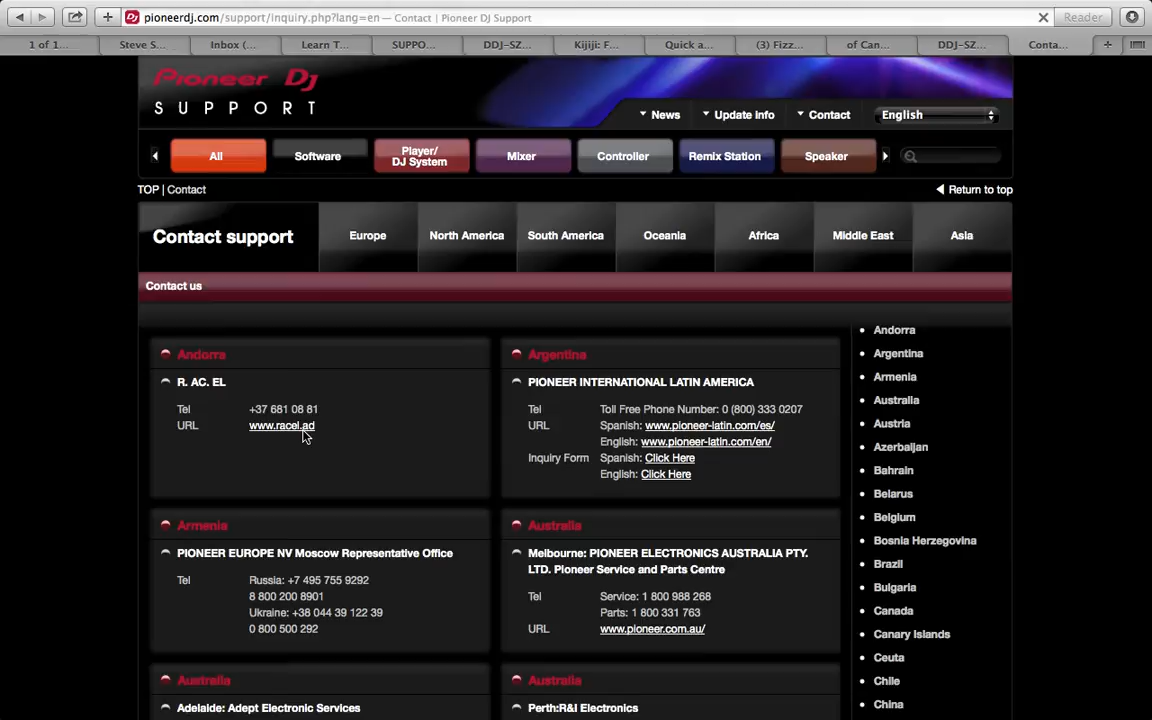 pioneerdj.com/support/inquiry.php?lang=en — Contact | Pioneer DJ Support
Reader
1 of 1...
Steve S...
Inbox (...
Learn T...
SUPPO...
DDJ-SZ...
Kijiji: F...
Quick a...
(3) Fizz...
of Can...
DDJ-SZ...
Conta...
Pioneer Dj
SUPPORT
News
Update info
Contact
English
All
Software
Player/
DJ System
Mixer
Controller
Remix Station
Speaker
TOP | Contact
Return to top
Contact support
Europe
North America
South America
Oceania
Africa
Middle East
Asia
Contact us
Andorra
R. AC. EL
Tel +37 681 08 81
URL www.racel.ad
Argentina
PIONEER INTERNATIONAL LATIN AMERICA
Tel Toll Free Phone Number: 0 (800) 333 0207
URL Spanish: www.pioneer-latin.com/es/
English: www.pioneer-latin.com/en/
Inquiry Form Spanish: Click Here
English: Click Here
Armenia
PIONEER EUROPE NV Moscow Representative Office
Tel Russia: +7 495 755 9292
8 800 200 8901
Ukraine: +38 044 39 122 39
0 800 500 292
Australia
Melbourne: PIONEER ELECTRONICS AUSTRALIA PTY.
LTD. Pioneer Service and Parts Centre
Tel Service: 1 800 988 268
Parts: 1 800 331 763
URL www.pioneer.com.au/
Australia
Adelaide: Adept Electronic Services
Australia
Perth:R&I Electronics
Andorra
Argentina
Armenia
Australia
Austria
Azerbaijan
Bahrain
Belarus
Belgium
Bosnia Herzegovina
Brazil
Bulgaria
Canada
Canary Islands
Ceuta
Chile
China